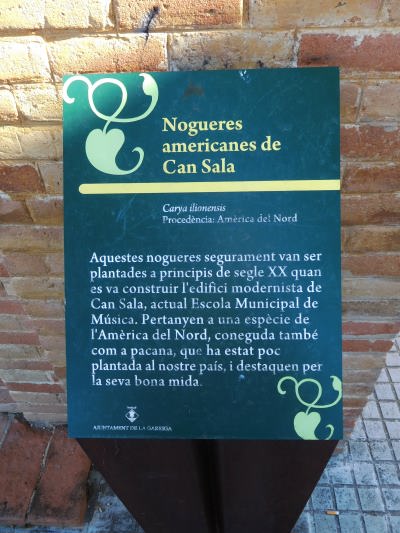 Nogueres
americanes de
Can Sala
Carya ilionensis
Procedència: Amèrica del Nord
Aquestes nogueres segurament van ser
plantades a principis de segle XX quan
es va construir l'edifici modernista de
Can Sala, actual Escola Municipal de
Música. Pertanyen a una espècie de
l'Amèrica del Nord, coneguda també
com a pacana, que ha estat poc
plantada al nostre país, i destaquen per
la seva bona mida.
AJUNTAMENT DE LA GARRIGA